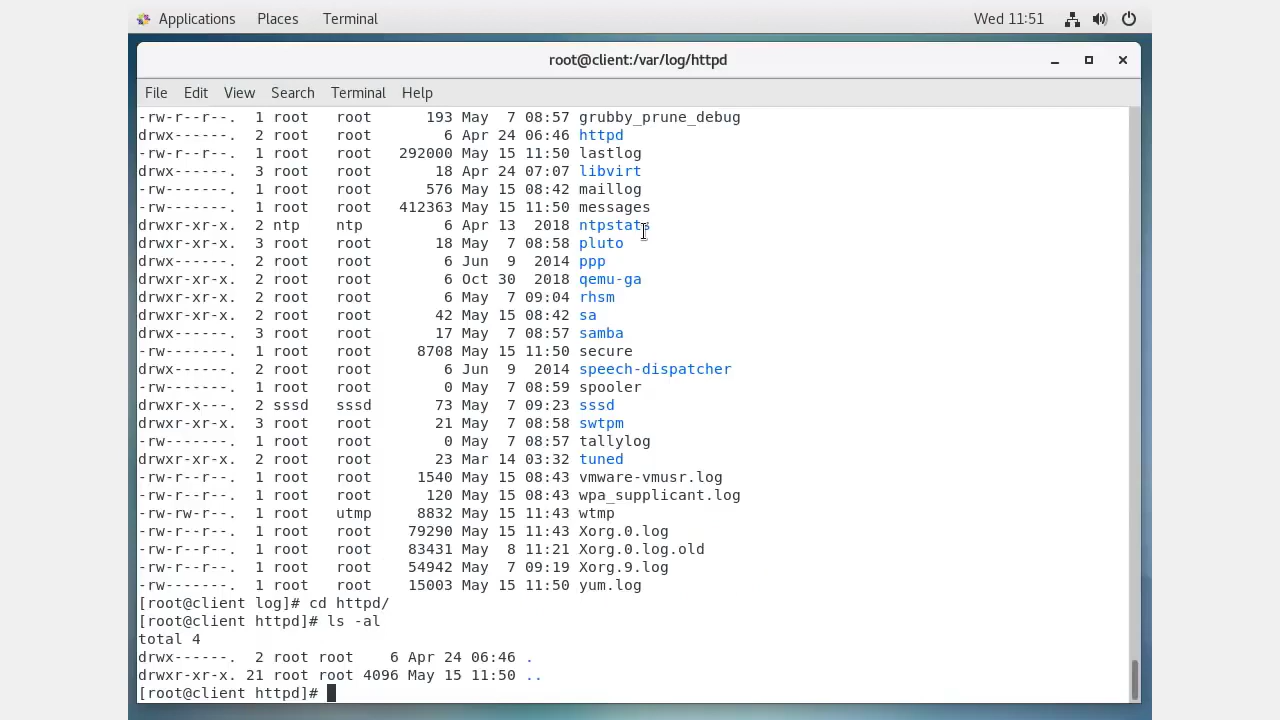 Applications Places Terminal Wed 11:51
root@client:/var/log/httpd
File Edit View Search Terminal Help
-rw-r--r--.  1 root   root      193 May  7 08:57 grubby_prune_debug
drwx------.  2 root   root        6 Apr 24 06:46 httpd
-rw-r--r--.  1 root   root   292000 May 15 11:50 lastlog
drwx------.  3 root   root       18 Apr 24 07:07 libvirt
-rw-------.  1 root   root      576 May 15 08:42 maillog
-rw-------.  1 root   root   412363 May 15 11:50 messages
drwxr-xr-x.  2 ntp    ntp         6 Apr 13  2018 ntpstats
drwxr-xr-x.  3 root   root       18 May  7 08:58 pluto
drwx------.  2 root   root        6 Jun  9  2014 ppp
drwxr-xr-x.  2 root   root        6 Oct 30  2018 qemu-ga
drwxr-xr-x.  2 root   root        6 May  7 09:04 rhsm
drwxr-xr-x.  2 root   root       42 May 15 08:42 sa
drwx------.  3 root   root       17 May  7 08:57 samba
-rw-------.  1 root   root     8708 May 15 11:50 secure
drwx------.  2 root   root        6 Jun  9  2014 speech-dispatcher
-rw-------.  1 root   root        0 May  7 08:59 spooler
drwxr-x---.  2 sssd   sssd       73 May  7 09:23 sssd
drwxr-xr-x.  3 root   root       21 May  7 08:58 swtpm
-rw-------.  1 root   root        0 May  7 08:57 tallylog
drwxr-xr-x.  2 root   root       23 Mar 14 03:32 tuned
-rw-r--r--.  1 root   root     1540 May 15 08:43 vmware-vmusr.log
-rw-r--r--.  1 root   root      120 May 15 08:43 wpa_supplicant.log
-rw-rw-r--.  1 root   utmp     8832 May 15 11:43 wtmp
-rw-r--r--.  1 root   root    79290 May 15 11:43 Xorg.0.log
-rw-r--r--.  1 root   root    83431 May  8 11:21 Xorg.0.log.old
-rw-r--r--.  1 root   root    54942 May  7 09:19 Xorg.9.log
-rw-------.  1 root   root    15003 May 15 11:50 yum.log
[root@client log]# cd httpd/
[root@client httpd]# ls -al
total 4
drwx------.  2 root root    6 Apr 24 06:46 .
drwxr-xr-x. 21 root root 4096 May 15 11:50 ..
[root@client httpd]#